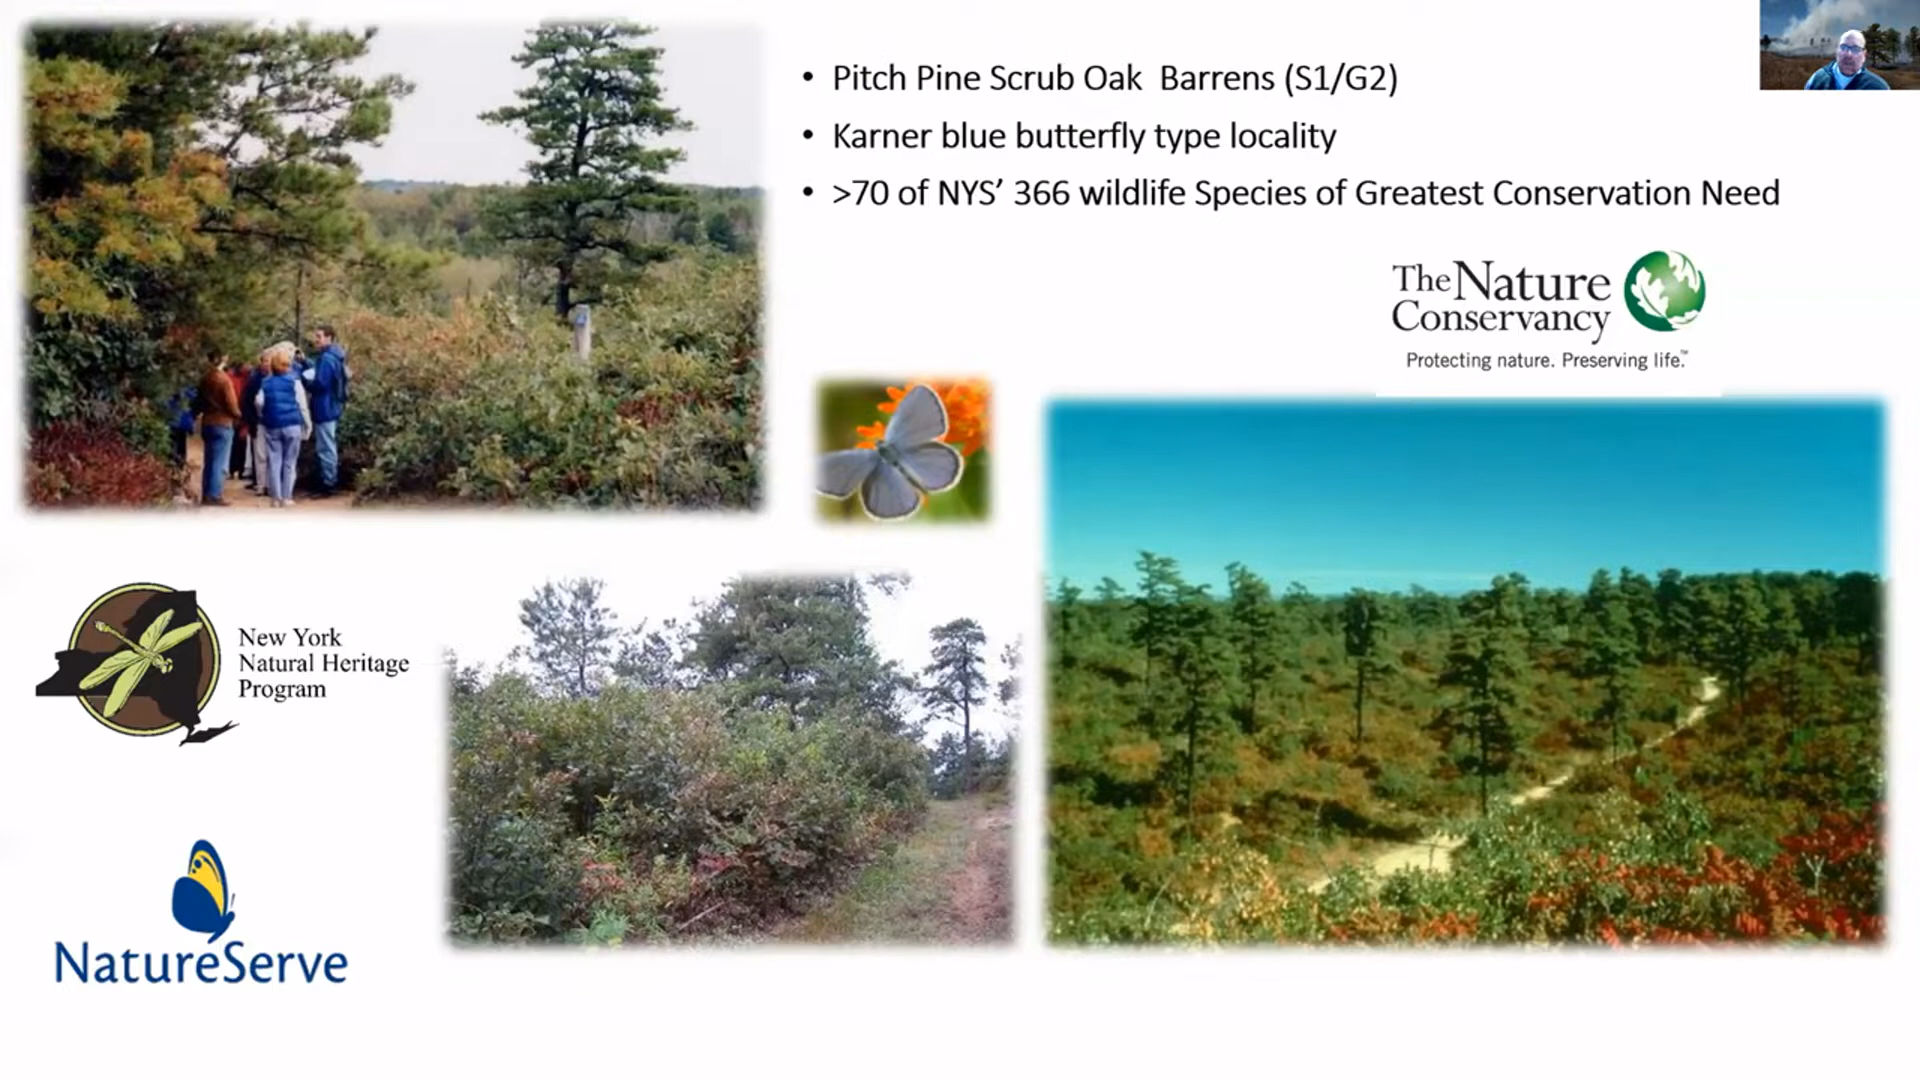 • Pitch Pine Scrub Oak  Barrens (S1/G2)
• Karner blue butterfly type locality
• >70 of NYS’ 366 wildlife Species of Greatest Conservation Need
The Nature
Conservancy
Protecting nature. Preserving life.™
New York
Natural Heritage
Program
NatureServe